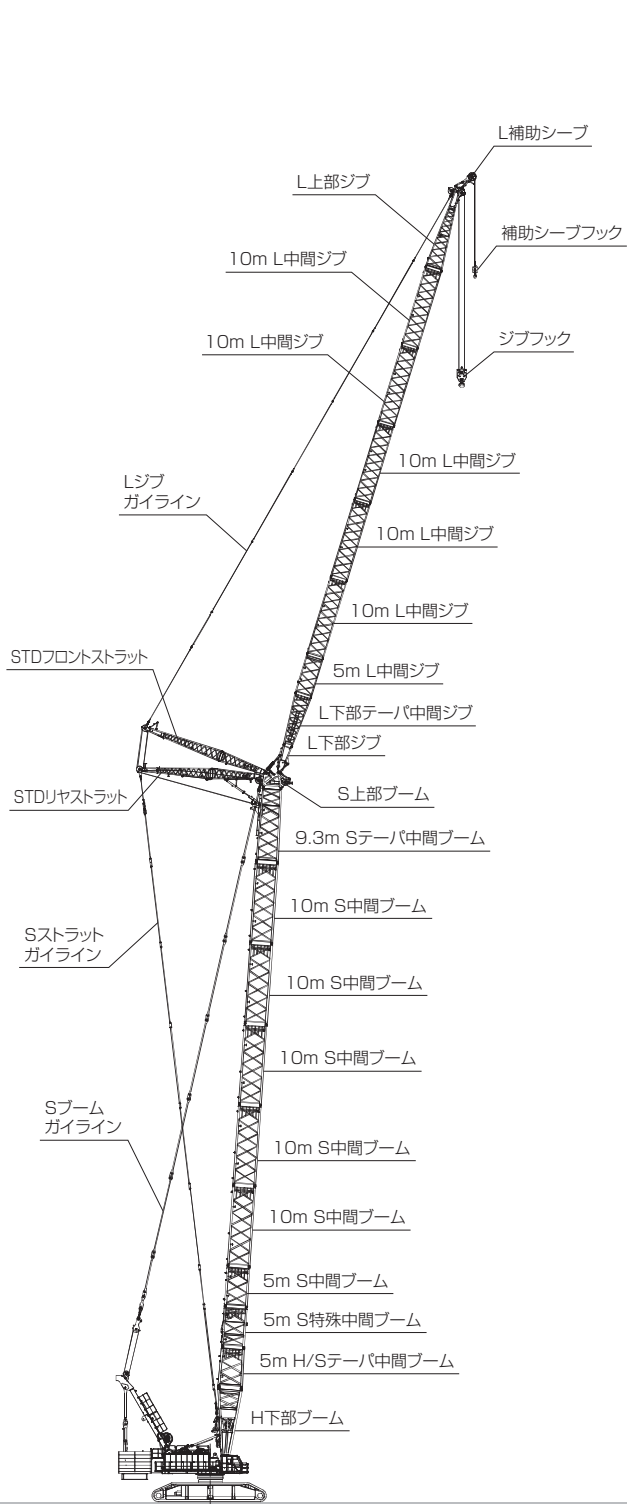 L補助シーブ
L上部ジブ
補助シーブフック
10m L中間ジブ
ジブフック
10m L中間ジブ
10m L中間ジブ
Lジブ
ガイライン
10m L中間ジブ
10m L中間ジブ
STDフロントストラット
5m L中間ジブ
L下部テーパ中間ジブ
L下部ジブ
STDリヤストラット
S上部ブーム
9.3m Sテーパ中間ブーム
10m S中間ブーム
Sストラット
ガイライン
10m S中間ブーム
10m S中間ブーム
Sブーム
ガイライン
10m S中間ブーム
10m S中間ブーム
5m S中間ブーム
5m S特殊中間ブーム
5m H/Sテーパ中間ブーム
H下部ブーム